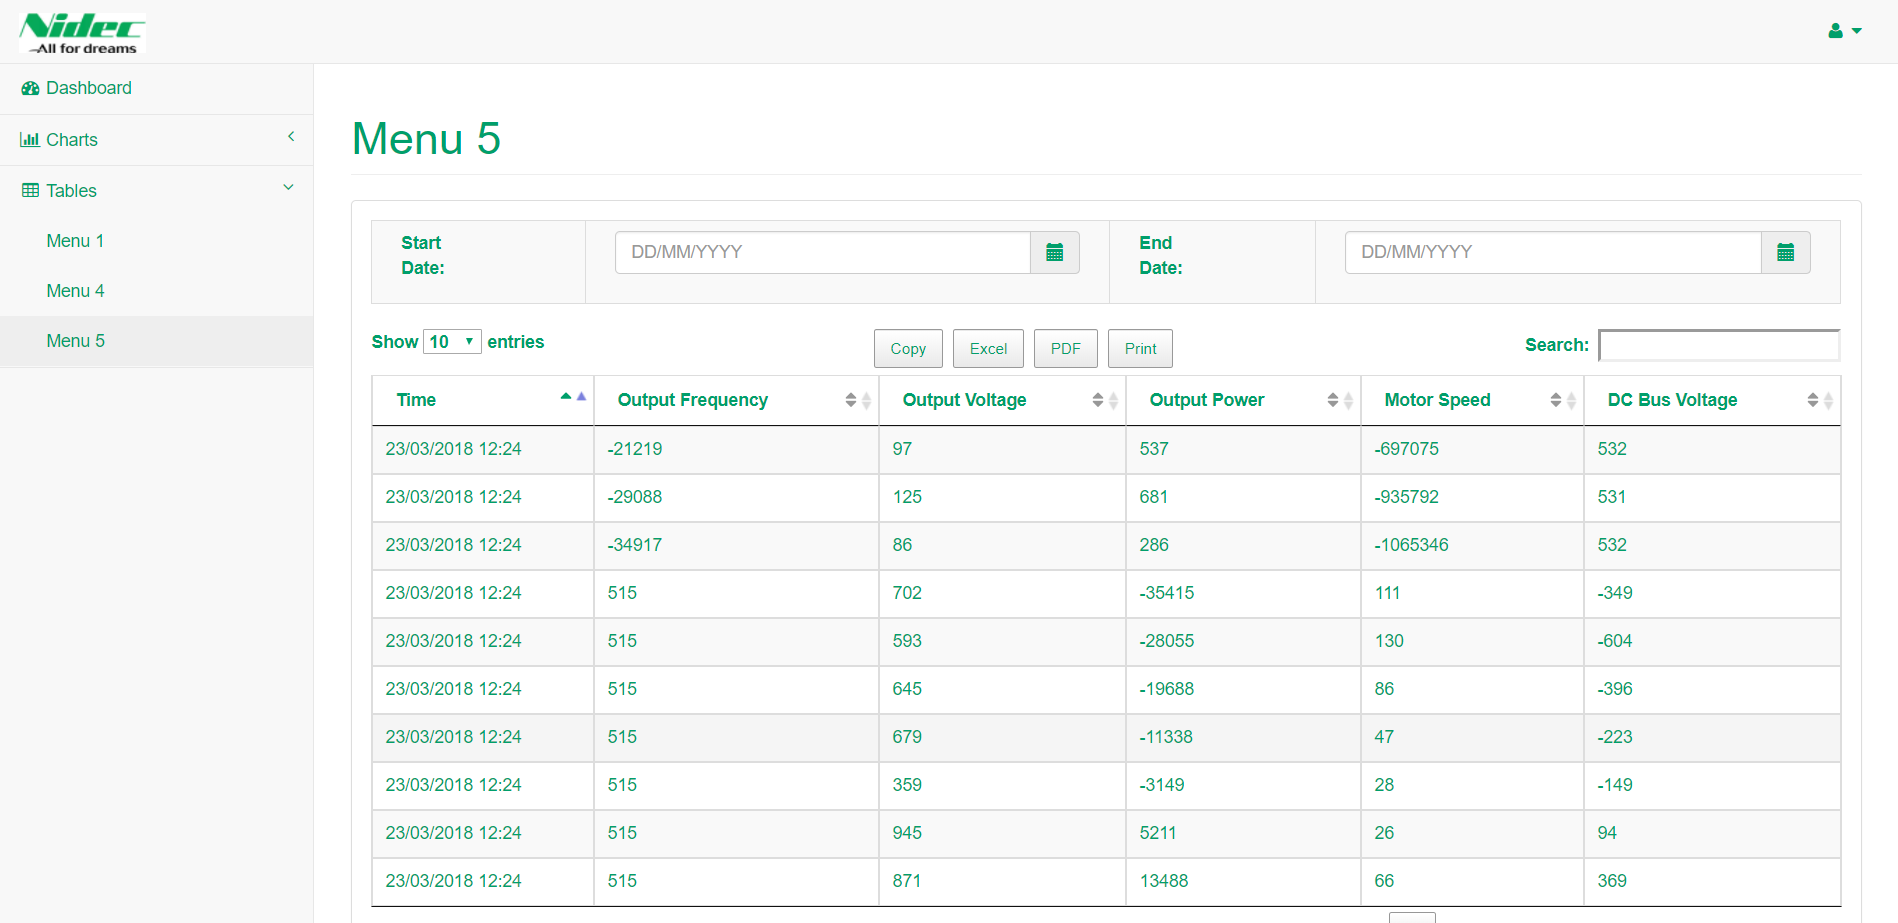 Nidec
All for dreams
Dashboard
Charts
Tables
Menu 1
Menu 4
Menu 5
Menu 5
Start Date: DD/MM/YYYY End Date: DD/MM/YYYY
Show 10 entries Copy Excel PDF Print Search:
Time Output Frequency Output Voltage Output Power Motor Speed DC Bus Voltage
23/03/2018 12:24 -21219 97 537 -697075 532
23/03/2018 12:24 -29088 125 681 -935792 531
23/03/2018 12:24 -34917 86 286 -1065346 532
23/03/2018 12:24 515 702 -35415 111 -349
23/03/2018 12:24 515 593 -28055 130 -604
23/03/2018 12:24 515 645 -19688 86 -396
23/03/2018 12:24 515 679 -11338 47 -223
23/03/2018 12:24 515 359 -3149 28 -149
23/03/2018 12:24 515 945 5211 26 94
23/03/2018 12:24 515 871 13488 66 369